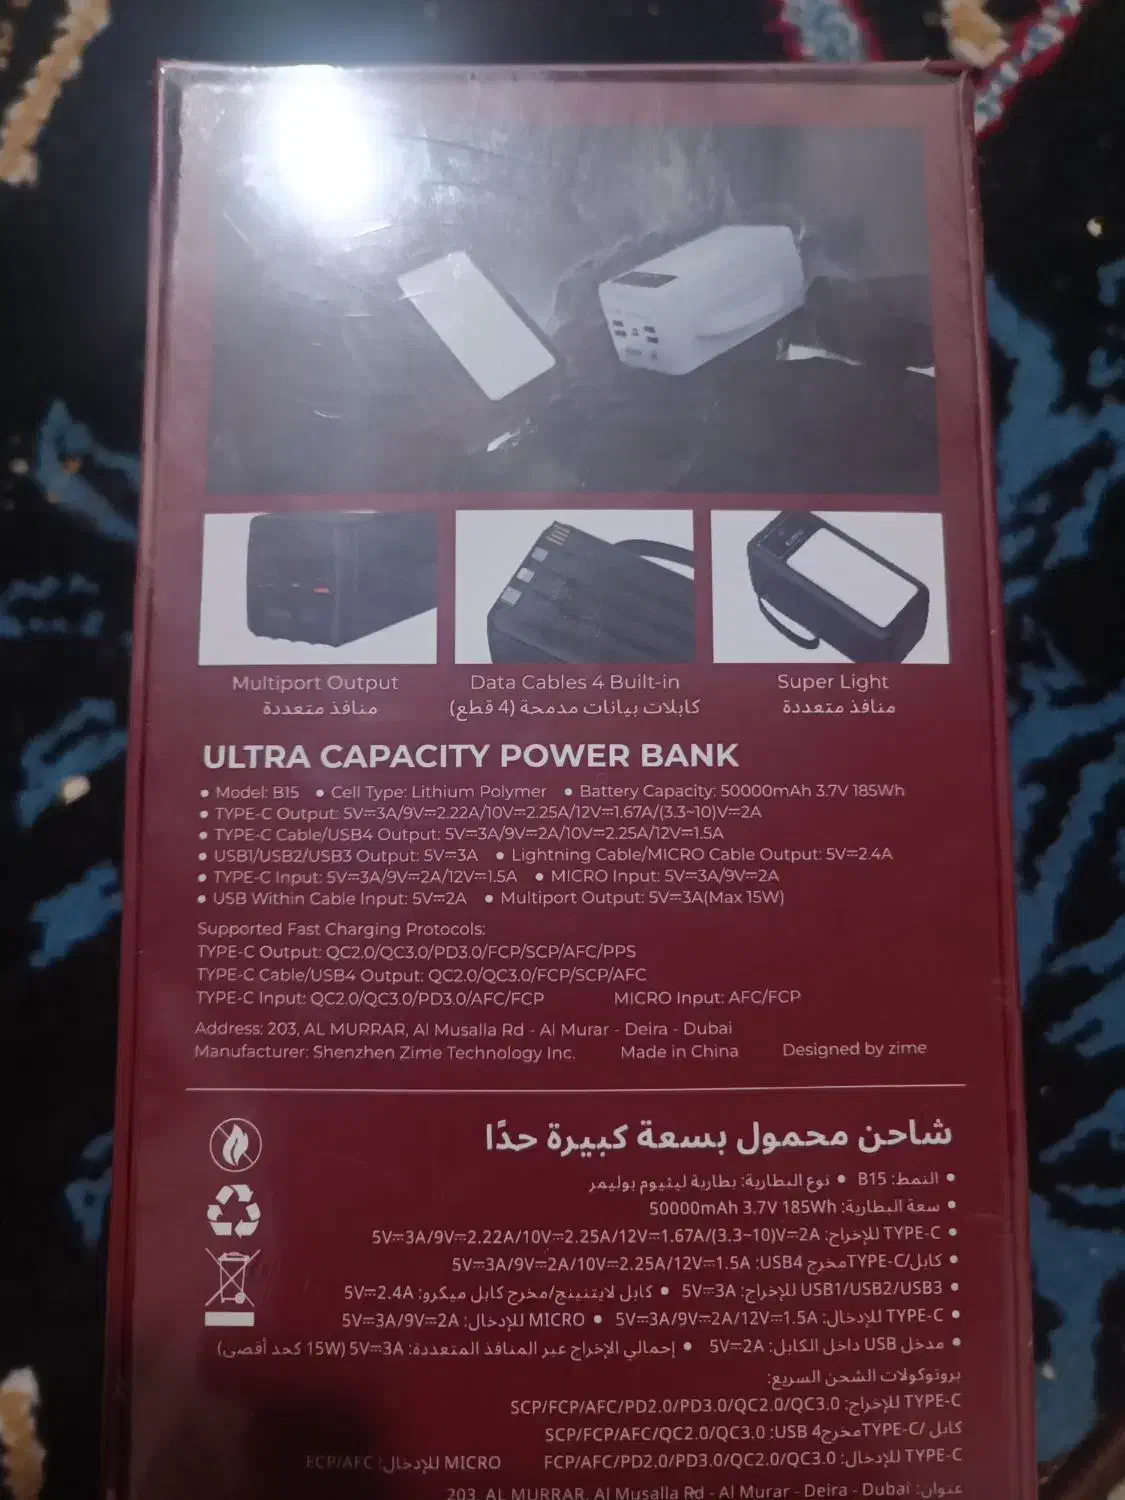 Multiport Output
منافذ متعددة
Data Cables 4 Built-in
كابلات بيانات مدمجة (4 قطع)
Super Light
منافذ متعددة
ULTRA CAPACITY POWER BANK
• Model: B15 • Cell Type: Lithium Polymer • Battery Capacity: 50000mAh 3.7V 185Wh
• TYPE-C Output: 5V⎓3A/9V⎓2.22A/10V⎓2.25A/12V⎓1.67A/(3.3~10)V⎓2A
• TYPE-C Cable/USB4 Output: 5V⎓3A/9V⎓2A/10V⎓2.25A/12V⎓1.5A
• USB1/USB2/USB3 Output: 5V⎓3A • Lightning Cable/MICRO Cable Output: 5V⎓2.4A
• TYPE-C Input: 5V⎓3A/9V⎓2A/12V⎓1.5A • MICRO Input: 5V⎓3A/9V⎓2A
• USB Within Cable Input: 5V⎓2A • Multiport Output: 5V⎓3A(Max 15W)
Supported Fast Charging Protocols:
TYPE-C Output: QC2.0/QC3.0/PD3.0/FCP/SCP/AFC/PPS
TYPE-C Cable/USB4 Output: QC2.0/QC3.0/FCP/SCP/AFC
TYPE-C Input: QC2.0/QC3.0/PD3.0/AFC/FCP MICRO Input: AFC/FCP
Address: 203, AL MURRAR, Al Musalla Rd - Al Murar - Deira - Dubai
Manufacturer: Shenzhen Zime Technology Inc. Made in China Designed by zime
شاحن محمول بسعة كبيرة جدًا
• النمط: B15 • نوع البطارية: بطارية ليثيوم بوليمر
• سعة البطارية: 50000mAh 3.7V 185Wh
• TYPE-C للإخراج: 5V⎓3A/9V⎓2.22A/10V⎓2.25A/12V⎓1.67A/(3.3~10)V⎓2A
• كابل/TYPE-Cمخرج USB4: 5V⎓3A/9V⎓2A/10V⎓2.25A/12V⎓1.5A
• USB1/USB2/USB3 للإخراج: 5V⎓3A • كابل لايتنينج/مخرج كابل ميكرو: 5V⎓2.4A
• TYPE-C للإدخال: 5V⎓3A/9V⎓2A/12V⎓1.5A • MICRO للإدخال: 5V⎓3A/9V⎓2A
• مدخل USB داخل الكابل: 5V⎓2A • إجمالي الإخراج عبر المنافذ المتعددة: 5V⎓3A (15W كحد أقصى)
بروتوكولات الشحن السريع:
TYPE-C للإخراج: SCP/FCP/AFC/PD2.0/PD3.0/QC2.0/QC3.0
كابل /TYPE-Cمخرج4 USB: SCP/FCP/AFC/QC2.0/QC3.0
TYPE-C للإدخال: FCP/AFC/PD2.0/PD3.0/QC2.0/QC3.0 MICRO للإدخال: FCP/AFC
عنوان: 203, AL MURRAR, Al Musalla Rd - Al Murar - Deira - Dubai